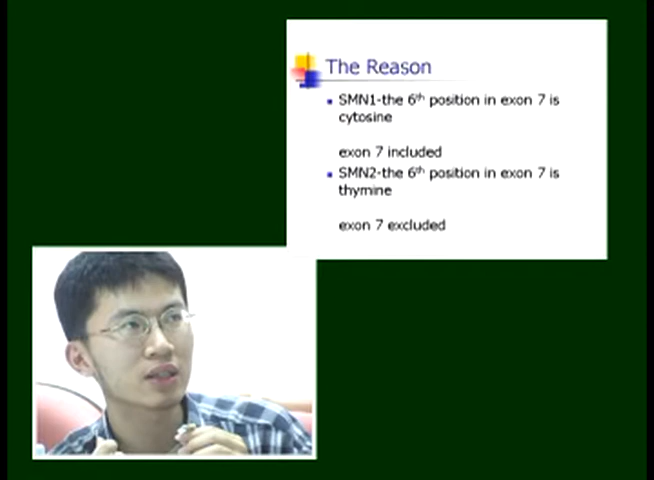 The Reason
SMN1-the 6th position in exon 7 is
cytosine
exon 7 included
SMN2-the 6th position in exon 7 is
thymine
exon 7 excluded